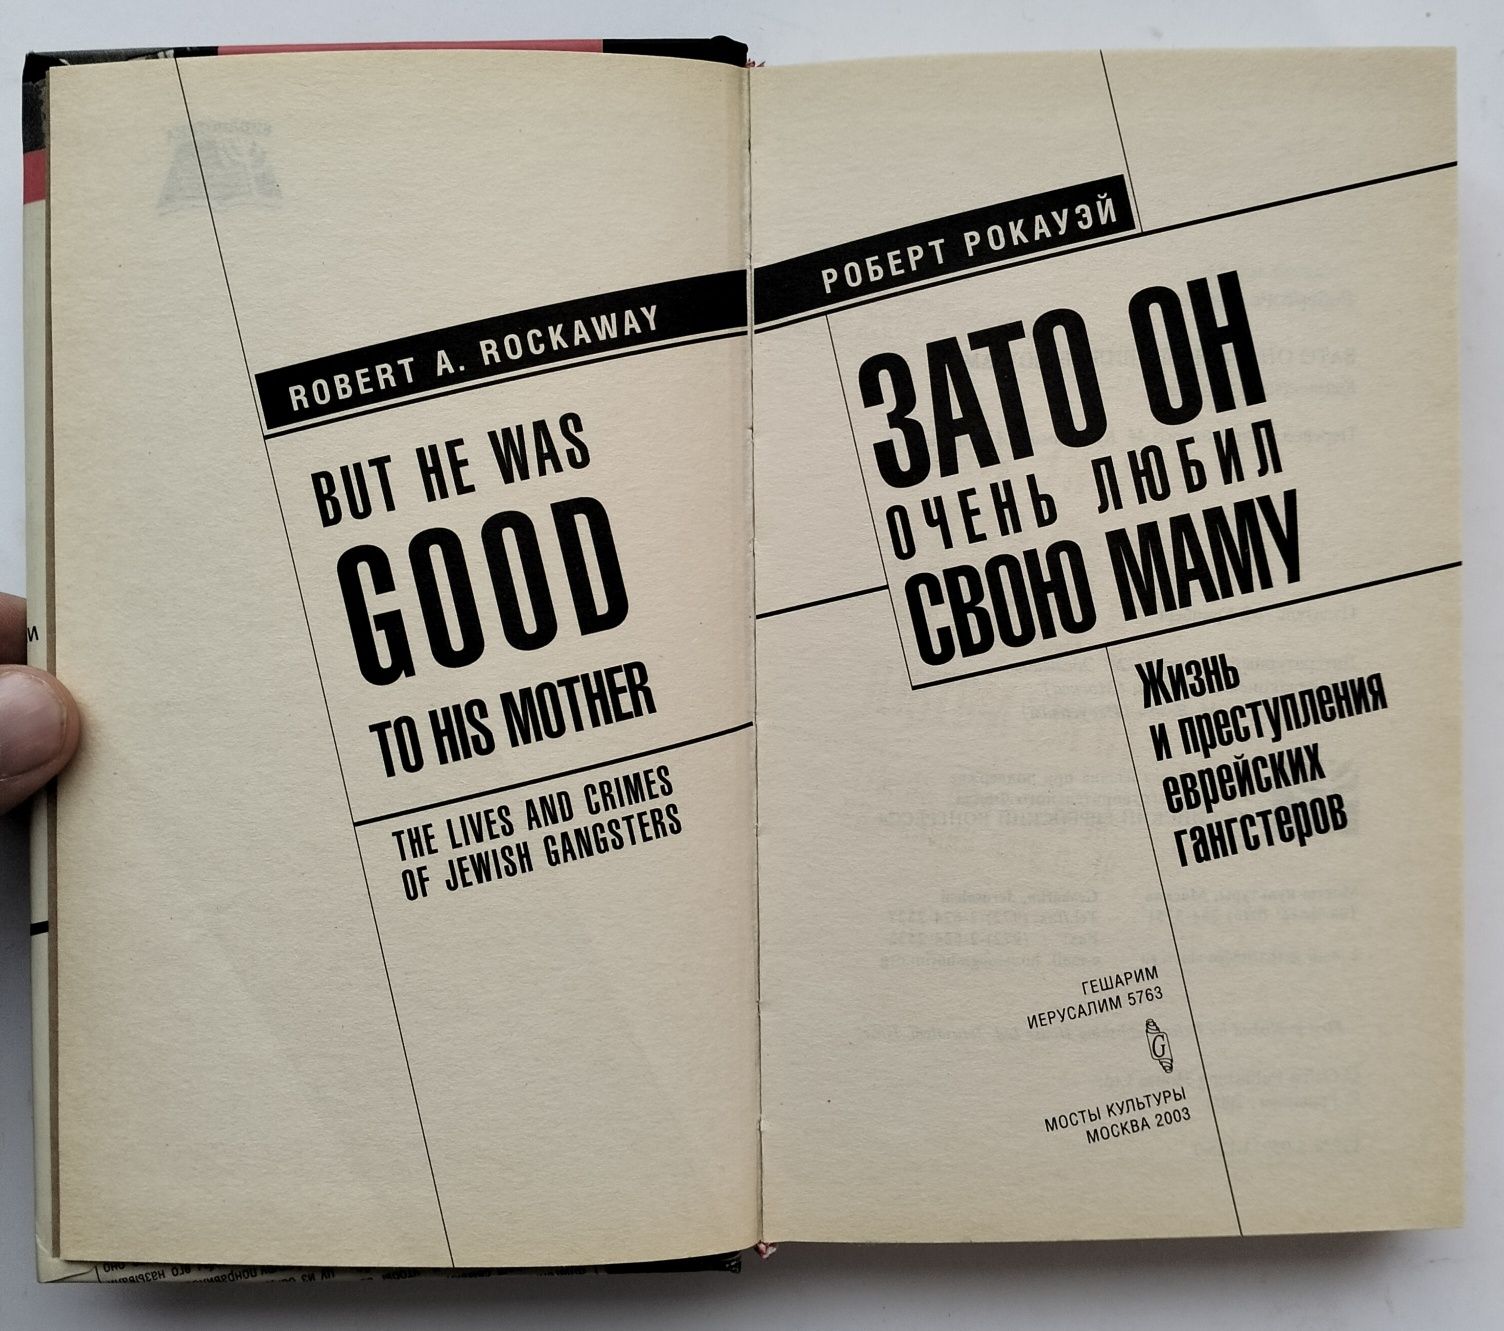 ROBERT A. ROCKAWAY
BUT HE WAS
GOOD
TO HIS MOTHER
THE LIVES AND CRIMES
OF JEWISH GANGSTERS
РОБЕРТ РОКАУЭЙ
ЗАТО ОН
ОЧЕНЬ ЛЮБИЛ
СВОЮ МАМУ
Жизнь
и преступления
еврейских
гангстеров
ГЕШАРИМ
ИЕРУСАЛИМ 5763
G
МОСТЫ КУЛЬТУРЫ
МОСКВА 2003